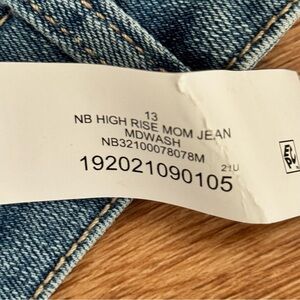 13
NB HIGH RISE MOM JEAN
MDWASH
NB32100078078M
21U
192021090105